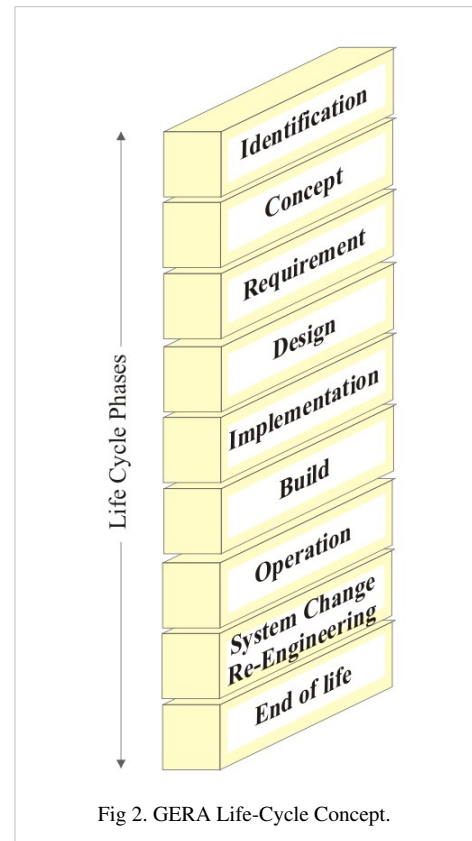 Identification
Concept
Requirement
Design
Implementation
Build
Operation
System Change
Re-Engineering
End of life
Life Cycle Phases
Fig 2. GERA Life-Cycle Concept.